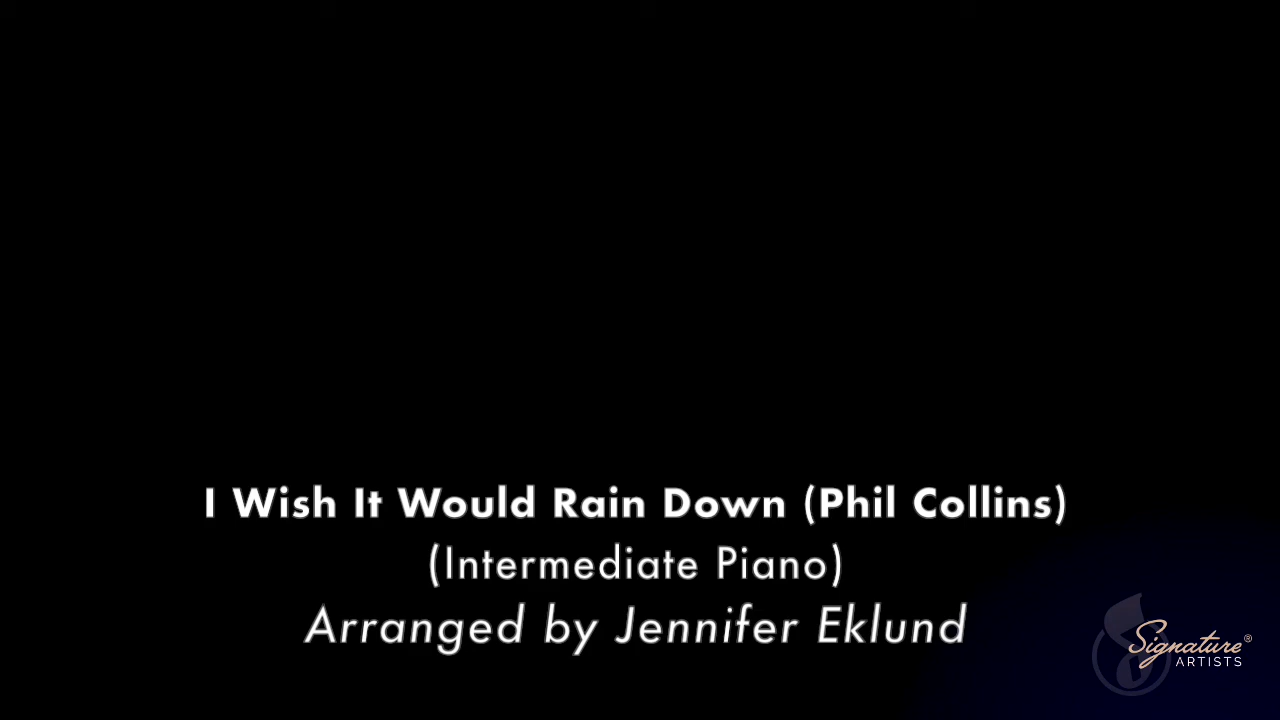 I Wish It Would Rain Down (Phil Collins)
(Intermediate Piano)
Arranged by Jennifer Eklund
Signature®
ARTISTS